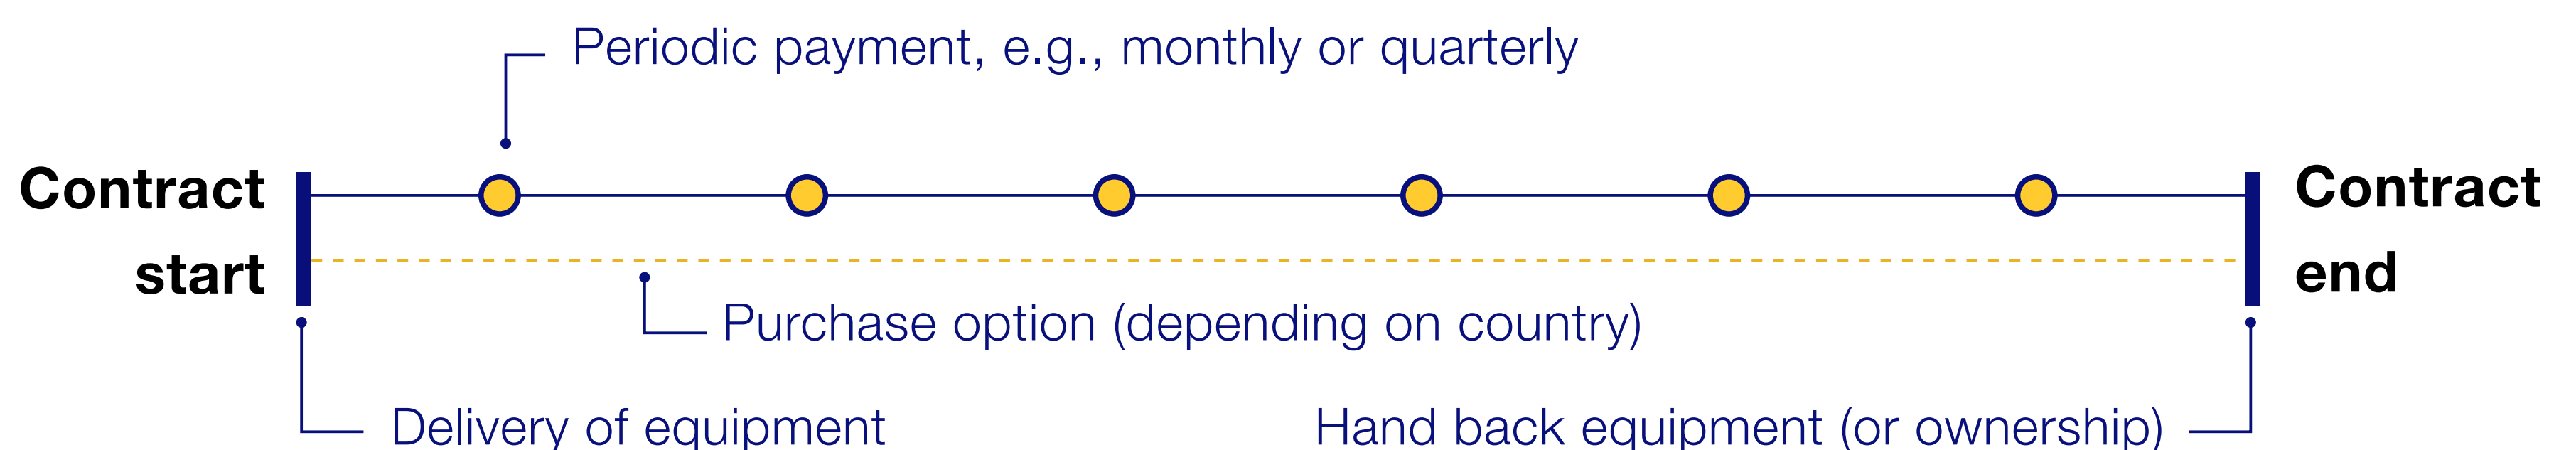 Periodic payment, e.g., monthly or quarterly
Contract
start
Contract
end
Purchase option (depending on country)
Delivery of equipment
Hand back equipment (or ownership)